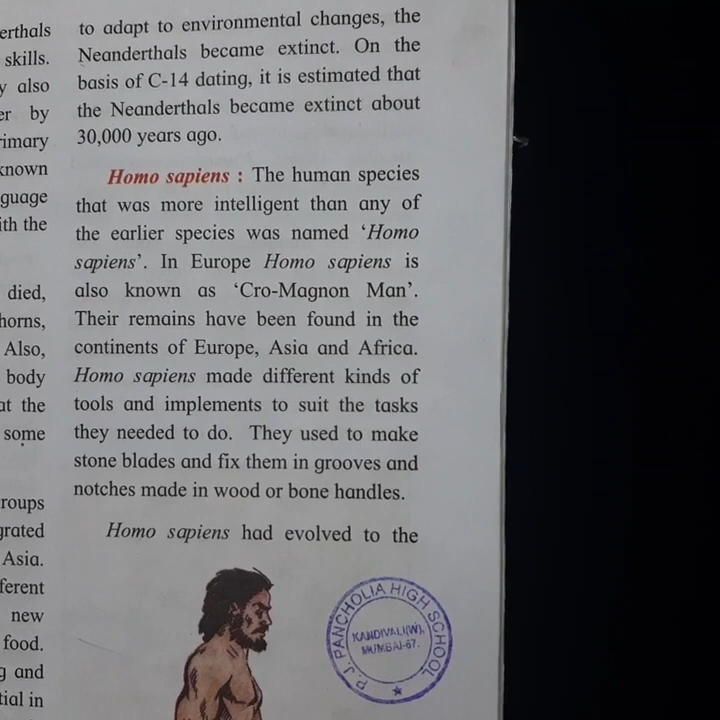 erthals
skills.
y also
er by
rimary
known
guage
ith the
died,
horns,
Also,
body
at the
some
roups
grated
Asia.
ferent
new
food.
g and
tial in
to adapt to environmental changes, the
Neanderthals became extinct. On the
basis of C-14 dating, it is estimated that
the Neanderthals became extinct about
30,000 years ago.
Homo sapiens : The human species
that was more intelligent than any of
the earlier species was named ‘Homo
sapiens’. In Europe Homo sapiens is
also known as ‘Cro-Magnon Man’.
Their remains have been found in the
continents of Europe, Asia and Africa.
Homo sapiens made different kinds of
tools and implements to suit the tasks
they needed to do. They used to make
stone blades and fix them in grooves and
notches made in wood or bone handles.
Homo sapiens had evolved to the
P. J. PANCHOLIA HIGH SCHOOL
KANDIVALI(W),
MUMBAI-67.